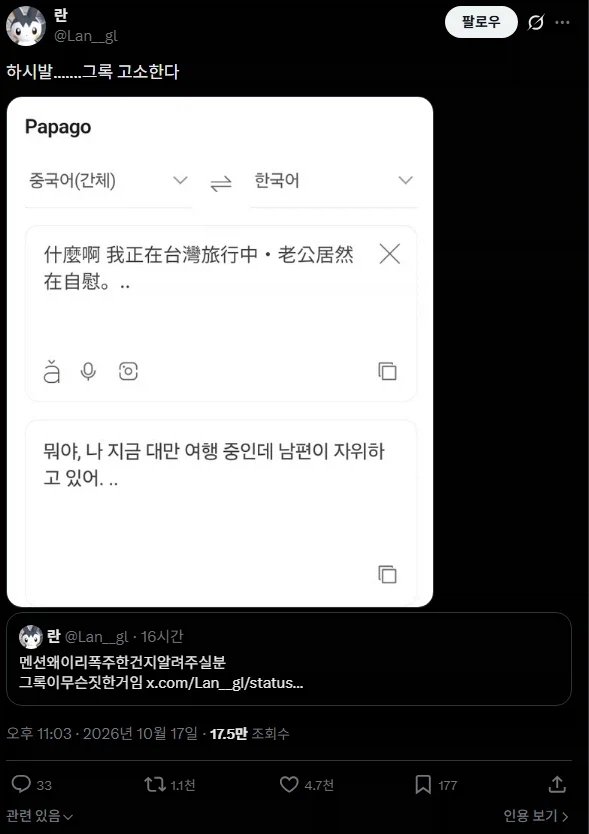 란
@Lan__gl
팔로우
하시발.......그록 고소한다
Papago
중국어(간체)
한국어
什麼啊 我正在台灣旅行中·老公居然
在自慰。..
뭐야, 나 지금 대만 여행 중인데 남편이 자위하
고 있어. ..
란 @Lan__gl · 16시간
멘션왜이리폭주한건지알려주실분
그록이무슨짓한거임 x.com/Lan__gl/status...
오후 11:03 · 2026년 10월 17일 · 17.5만 조회수
33
1.1천
4.7천
177
관련 있음
인용 보기